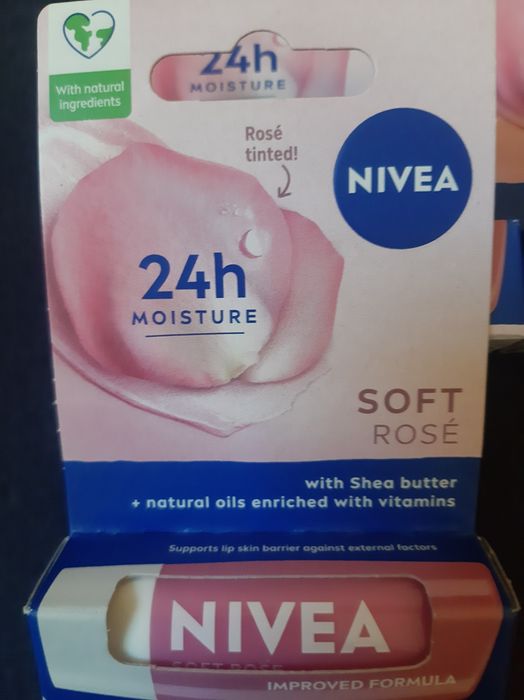 24h
MOISTURE
With natural
ingredients
Rosé
tinted!
NIVEA
24h
MOISTURE
SOFT
ROSÉ
with Shea butter
+ natural oils enriched with vitamins
Supports lip skin barrier against external factors
NIVEA
SOFT ROSE
IMPROVED FORMULA